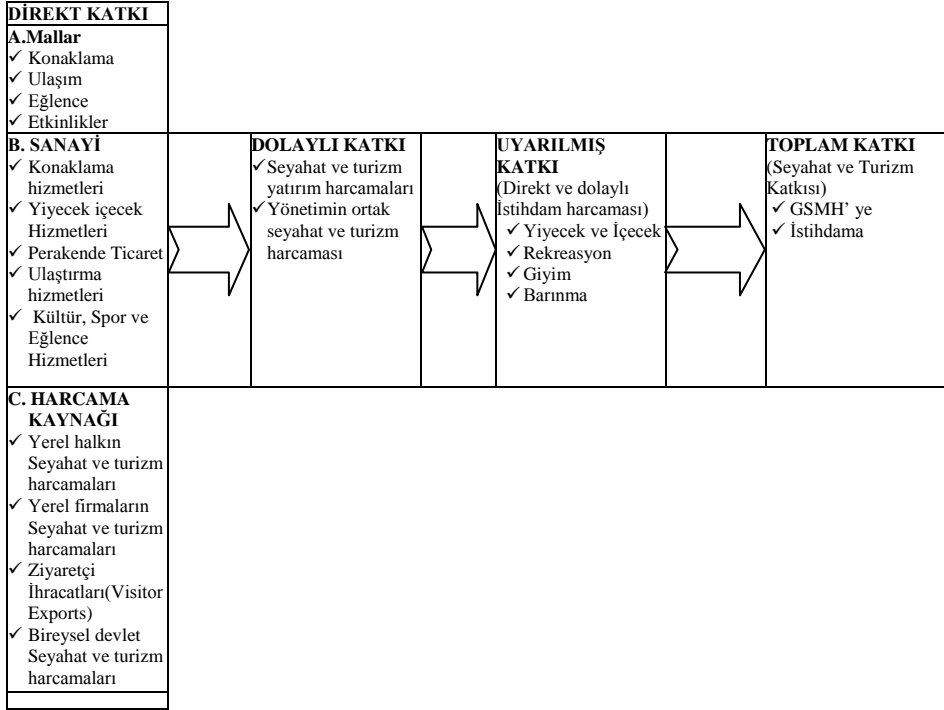 DİREKT KATKI
A.Mallar
✓ Konaklama
✓ Ulaşım
✓ Eğlence
✓ Etkinlikler
B. SANAYİ
✓ Konaklama
hizmetleri
✓ Yiyecek içecek
Hizmetleri
✓ Perakende Ticaret
✓ Ulaştırma
hizmetleri
✓ Kültür, Spor ve
Eğlence
Hizmetleri
DOLAYLI KATKI
✓ Seyahat ve turizm
yatırım harcamaları
✓ Yönetimin ortak
seyahat ve turizm
harcaması
UYARILMIŞ
KATKI
(Direkt ve dolaylı
İstihdam harcaması)
✓ Yiyecek ve İçecek
✓ Rekreasyon
✓ Giyim
✓ Barınma
TOPLAM KATKI
(Seyahat ve Turizm
Katkısı)
✓ GSMH' ye
✓ İstihdama
C. HARCAMA
KAYNAĞI
✓ Yerel halkın
Seyahat ve turizm
harcamaları
✓ Yerel firmaların
Seyahat ve turizm
harcamaları
✓ Ziyaretçi
İhracatları(Visitor
Exports)
✓ Bireysel devlet
Seyahat ve turizm
harcamaları